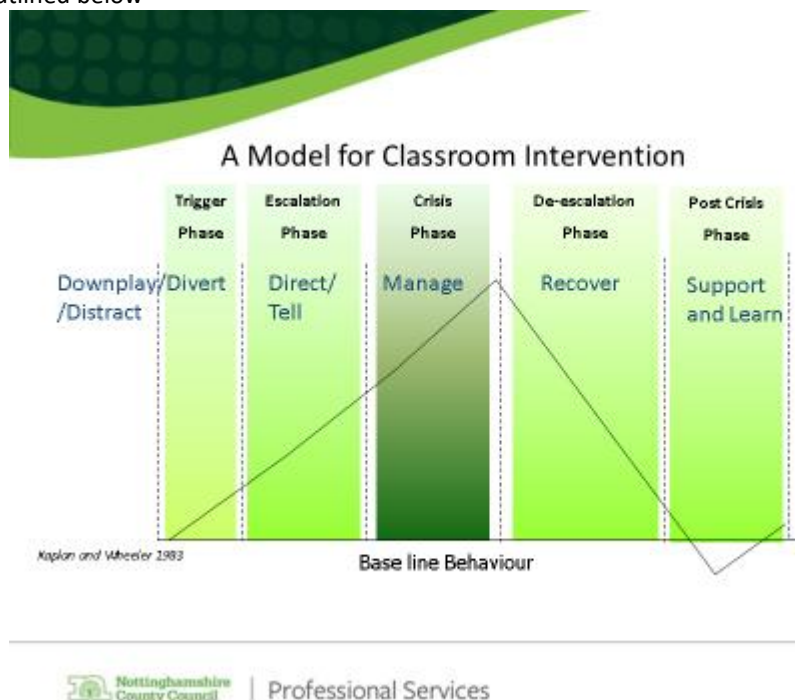 outlined below
A Model for Classroom Intervention
Trigger
Phase
Escalation
Phase
Crisis
Phase
De-escalation
Phase
Post Crisis
Phase
Downplay/Divert
/Distract
Direct/
Tell
Manage
Recover
Support
and Learn
Kaplan and Wheeler 1983
Base line Behaviour
Nottinghamshire
County Council
Professional Services